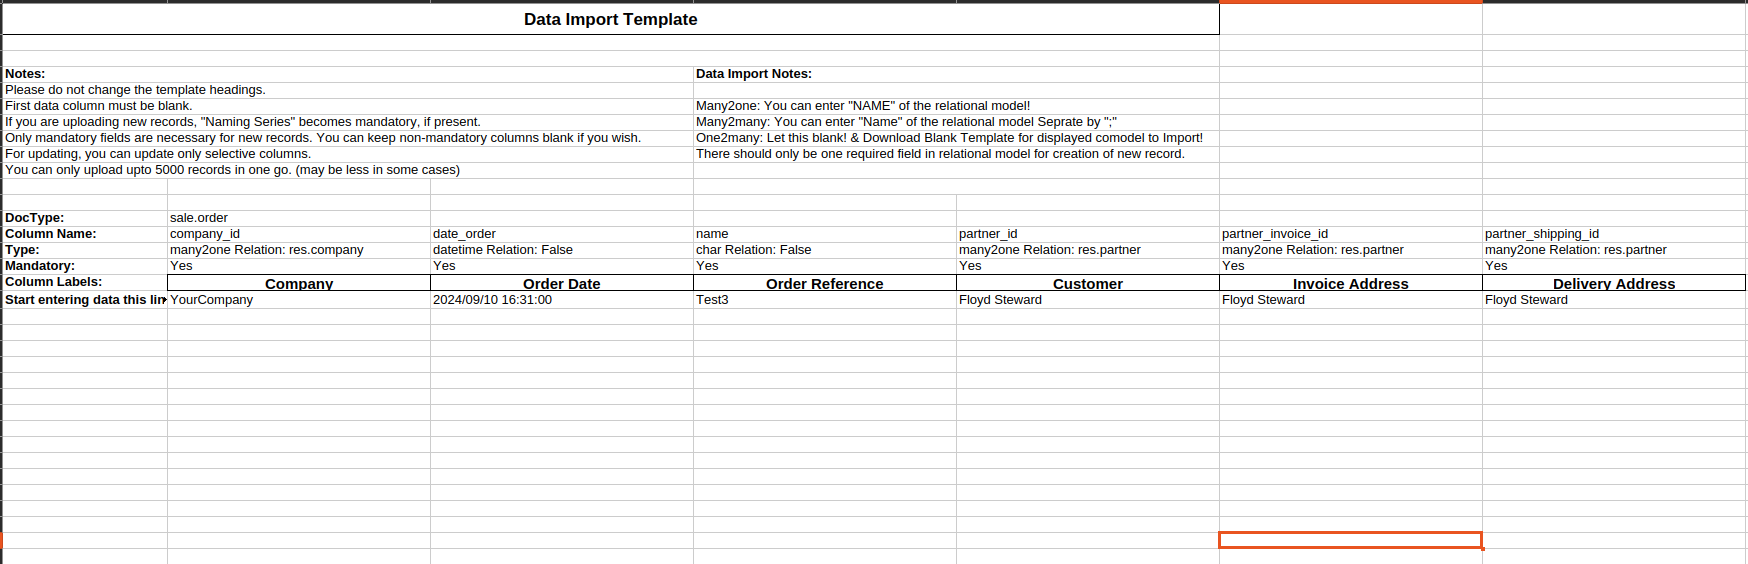 Data Import Template
Notes:	Data Import Notes:
Please do not change the template headings.
First data column must be blank.	Many2one: You can enter "NAME" of the relational model!
If you are uploading new records, "Naming Series" becomes mandatory, if present.	Many2many: You can enter "Name" of the relational model Seprate by ";"
Only mandatory fields are necessary for new records. You can keep non-mandatory columns blank if you wish.	One2many: Let this blank! & Download Blank Template for displayed comodel to Import!
For updating, you can update only selective columns.	There should only be one required field in relational model for creation of new record.
You can only upload upto 5000 records in one go. (may be less in some cases)
DocType:	sale.order
Column Name:	company_id	date_order	name	partner_id	partner_invoice_id	partner_shipping_id
Type:	many2one Relation: res.company	datetime Relation: False	char Relation: False	many2one Relation: res.partner	many2one Relation: res.partner	many2one Relation: res.partner
Mandatory:	Yes	Yes	Yes	Yes	Yes	Yes
Column Labels:	Company	Order Date	Order Reference	Customer	Invoice Address	Delivery Address
Start entering data this lin	YourCompany	2024/09/10 16:31:00	Test3	Floyd Steward	Floyd Steward	Floyd Steward